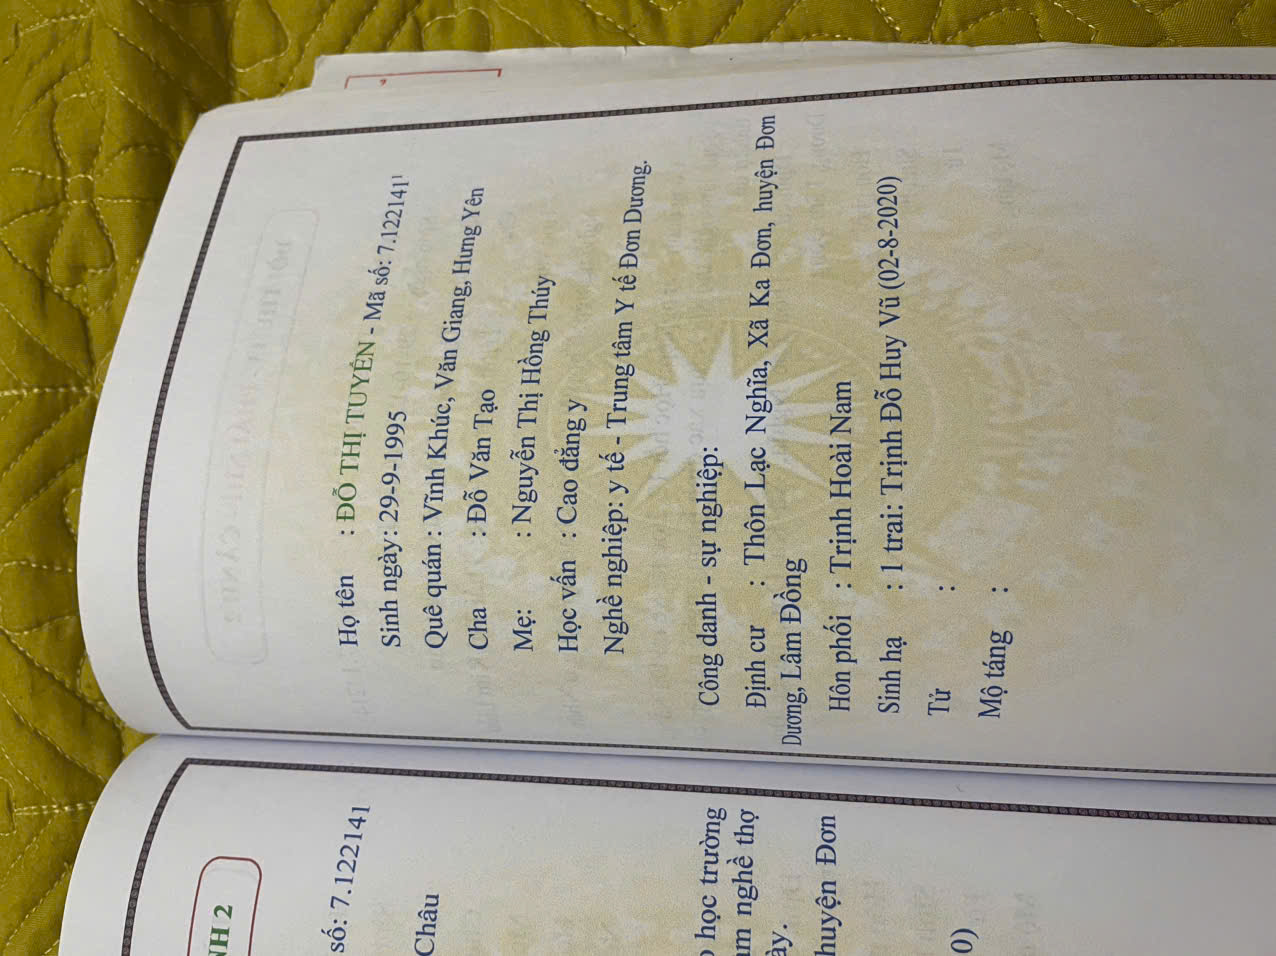 NH 2
số: 7.122141
Châu
học trường
nghề thợ
ày.
huyện Đơn
0)
Họ tên : ĐỖ THỊ TUYÊN - Mã số: 7.122141¹
Sinh ngày: 29-9-1995
Quê quán : Vĩnh Khúc, Văn Giang, Hưng Yên
Cha : Đỗ Văn Tạo
Mẹ: : Nguyễn Thị Hồng Thúy
Học vấn : Cao đẳng y
Nghề nghiệp: y tế - Trung tâm Y tế Đơn Dương.
Công danh - sự nghiệp:
Định cư : Thôn Lạc Nghĩa, Xã Ka Đơn, huyện Đơn
Dương, Lâm Đồng
Hôn phối : Trịnh Hoài Nam
Sinh hạ : 1 trai: Trịnh Đỗ Huy Vũ (02-8-2020)
Tử :
Mộ táng :